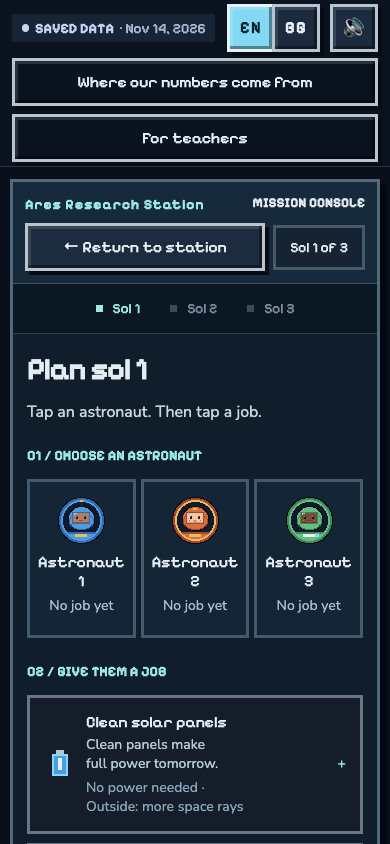 SAVED DATA · Nov 14, 2026
EN
Where our numbers come from
For teachers
Ares Research Station
MISSION CONSOLE
← Return to station
Sol 1 of 3
Sol 1
Sol 2
Sol 3
Plan sol 1
Tap an astronaut. Then tap a job.
01 / CHOOSE AN ASTRONAUT
Astronaut
1
No job yet
Astronaut
2
No job yet
Astronaut
3
No job yet
02 / GIVE THEM A JOB
Clean solar panels
Clean panels make
full power tomorrow.
+
No power needed ·
Outside: more space rays